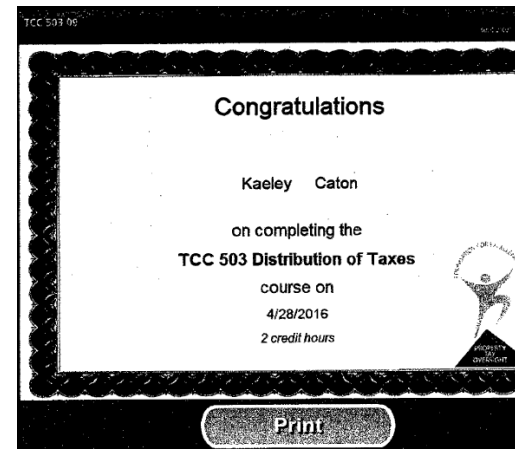 TCC 503 09
Congratulations
Kaeley Caton
on completing the
TCC 503 Distribution of Taxes
course on
4/28/2016
2 credit hours
PROPERTY
TAX
OVERSIGHT
Print